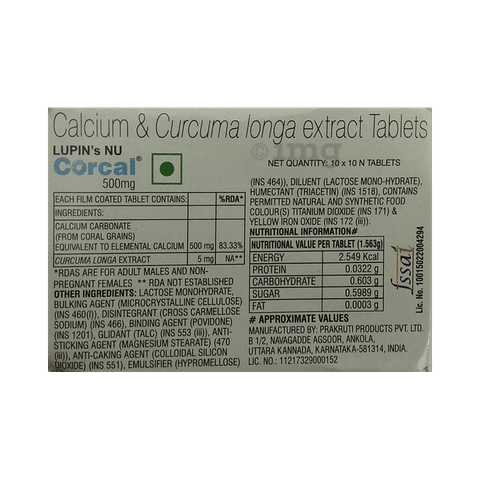 Calcium & Curcuma longa extract Tablets
LUPIN's NU
Corcal®
500mg
NET QUANTITY: 10 x 10 N TABLETS
EACH FILM COATED TABLET CONTAINS: %RDA*
INGREDIENTS:
CALCIUM CARBONATE
(FROM CORAL GRAINS)
EQUIVALENT TO ELEMENTAL CALCIUM 500 mg 83.33%
CURCUMA LONGA EXTRACT 5 mg NA**
*RDAS ARE FOR ADULT MALES AND NON-
PREGNANT FEMALES ** RDA NOT ESTABLISHED
OTHER INGREDIENTS: LACTOSE MONOHYDRATE,
BULKING AGENT (MICROCRYSTALLINE CELLULOSE)
(INS 460(I)), DISINTEGRANT (CROSS CARMELLOSE
SODIUM) (INS 466), BINDING AGENT (POVIDONE)
(INS 1201), GLIDANT (TALC) (INS 553 (iii)), ANTI-
STICKING AGENT (MAGNESIUM STEARATE) (470
(iii)), ANTI-CAKING AGENT (COLLOIDAL SILICON
DIOXIDE) (INS 551), EMULSIFIER (HYPROMELLOSE)
(INS 464)), DILUENT (LACTOSE MONO-HYDRATE),
HUMECTANT (TRIACETIN) (INS 1518), CONTAINS
PERMITTED NATURAL AND SYNTHETIC FOOD
COLOUR(S) TITANIUM DIOXIDE (INS 171) &
YELLOW IRON OXIDE (INS 172 (iii)).
NUTRITIONAL INFORMATION#
NUTRITIONAL VALUE PER TABLET (1.563g)
ENERGY 2.549 Kcal
PROTEIN 0.0322 g
CARBOHYDRATE 0.603 g
SUGAR 0.5989 g
FAT 0.0003 g
# APPROXIMATE VALUES
MANUFACTURED BY: PRAKRUTI PRODUCTS PVT. LTD.
B 1/2, NAVAGADDE AGSOOR, ANKOLA,
UTTARA KANNADA, KARNATAKA-581314, INDIA.
LIC. NO.: 11217329000152
fssai
Lic. No. 10015022004294
1mg